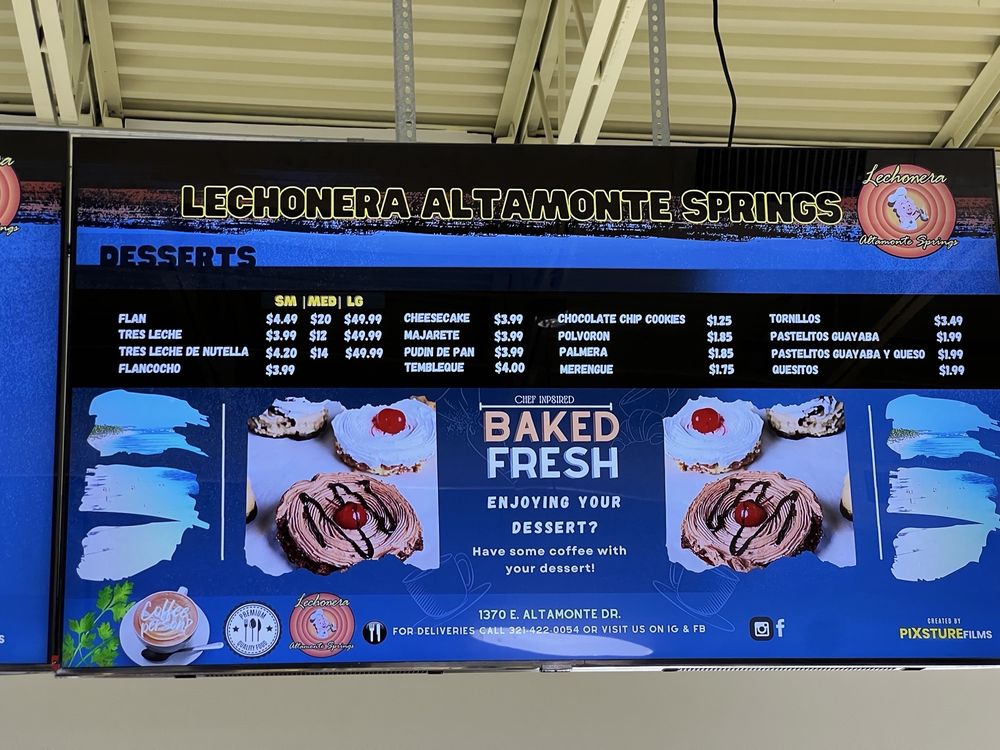 LECHONERA ALTAMONTE SPRINGS
Lechonera
Altamonte Springs
DESSERTS
SM | MED | LG
FLAN $4.49 $20 $49.99
TRES LECHE $3.99 $12 $49.99
TRES LECHE DE NUTELLA $4.20 $14 $49.99
FLANCOCHO $3.99
CHEESECAKE $3.99
MAJARETE $3.99
PUDIN DE PAN $3.99
TEMBLEQUE $4.00
CHOCOLATE CHIP COOKIES $1.25
POLVORON $1.85
PALMERA $1.85
MERENGUE $1.75
TORNILLOS $3.49
PASTELITOS GUAYABA $1.99
PASTELITOS GUAYABA Y QUESO $1.99
QUESITOS $1.99
CHEF INPSIRED
BAKED
FRESH
ENJOYING YOUR
DESSERT?
Have some coffee with
your dessert!
Coffee
PREMIUM
QUALITY FOOD
Lechonera
Altamonte Springs
1370 E. ALTAMONTE DR.
FOR DELIVERIES CALL 321-422-0054 OR VISIT US ON IG & FB
CREATED BY
PIXSTUREFILMS